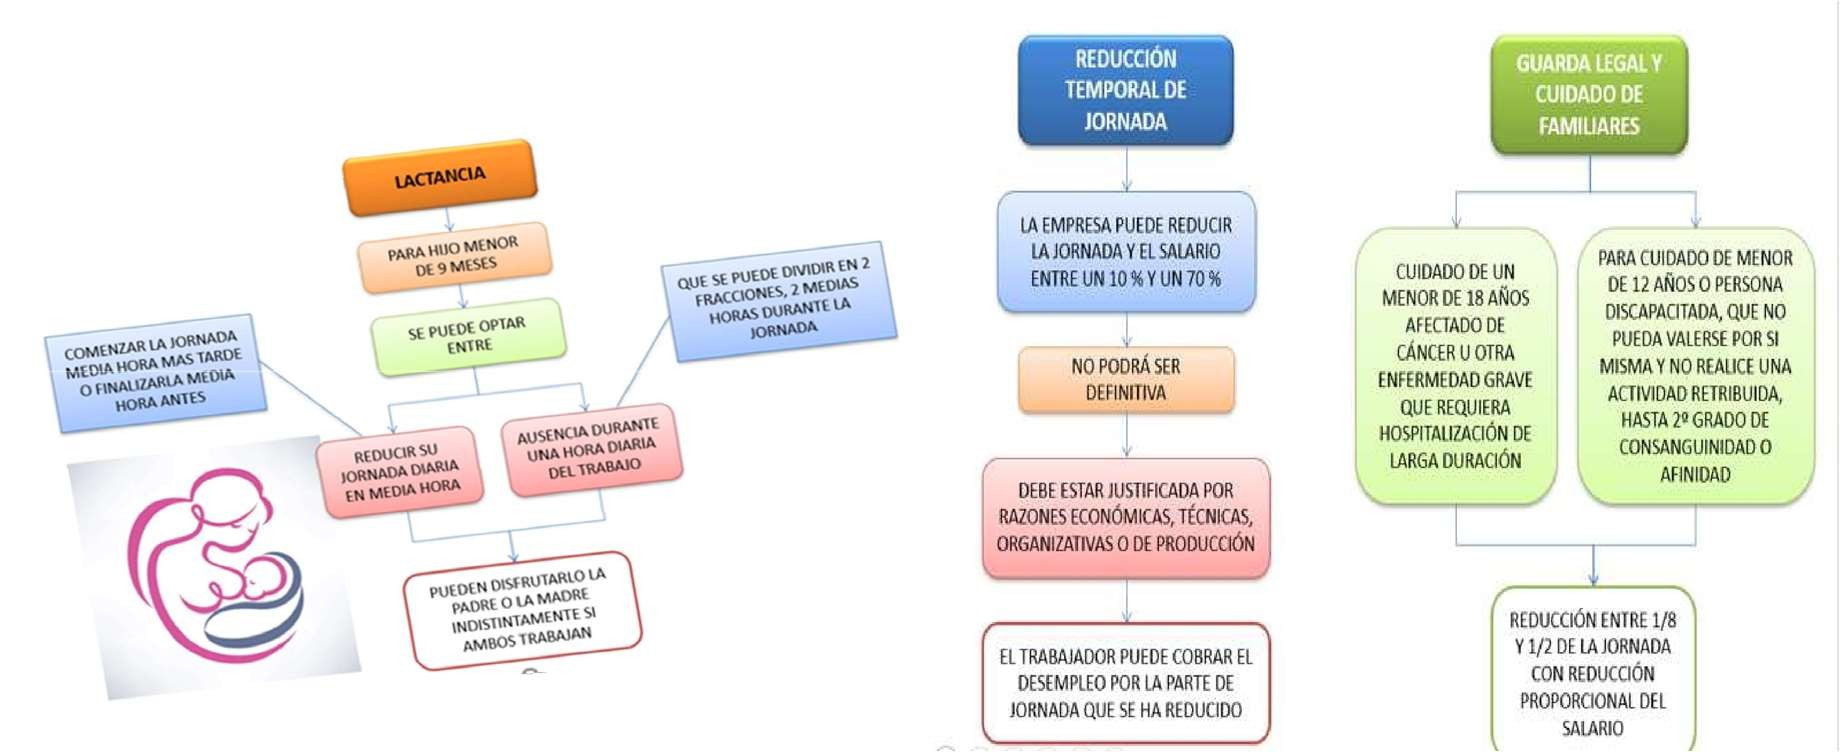 LACTANCIA
PARA HIJO MENOR
DE 9 MESES
SE PUEDE OPTAR
ENTRE
QUE SE PUEDE DIVIDIR EN 2
FRACCIONES, 2 MEDIAS
HORAS DURANTE LA
JORNADA
COMENZAR LA JORNADA
MEDIA HORA MAS TARDE
O FINALIZARLA MEDIA
HORA ANTES
REDUCIR SU
JORNADA DIARIA
EN MEDIA HORA
AUSENCIA DURANTE
UNA HORA DIARIA
DEL TRABAJO
PUEDEN DISFRUTARLO LA
PADRE O LA MADRE
INDISTINTAMENTE SI
AMBOS TRABAJAN
REDUCCIÓN
TEMPORAL DE
JORNADA
LA EMPRESA PUEDE REDUCIR
LA JORNADA Y EL SALARIO
ENTRE UN 10 % Y UN 70 %
NO PODRÁ SER
DEFINITIVA
DEBE ESTAR JUSTIFICADA POR
RAZONES ECONÓMICAS, TÉCNICAS,
ORGANIZATIVAS O DE PRODUCCIÓN
EL TRABAJADOR PUEDE COBRAR EL
DESEMPLEO POR LA PARTE DE
JORNADA QUE SE HA REDUCIDO
GUARDA LEGAL Y
CUIDADO DE
FAMILIARES
CUIDADO DE UN
MENOR DE 18 AÑOS
AFECTADO DE
CÁNCER U OTRA
ENFERMEDAD GRAVE
QUE REQUIERA
HOSPITALIZACIÓN DE
LARGA DURACIÓN
PARA CUIDADO DE MENOR
DE 12 AÑOS O PERSONA
DISCAPACITADA, QUE NO
PUEDA VALERSE POR SI
MISMA Y NO REALICE UNA
ACTIVIDAD RETRIBUIDA,
HASTA 2º GRADO DE
CONSANGUINIDAD O
AFINIDAD
REDUCCIÓN ENTRE 1/8
Y 1/2 DE LA JORNADA
CON REDUCCIÓN
PROPORCIONAL DEL
SALARIO